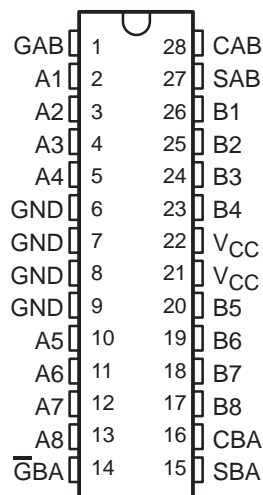 GAB 1 28 CAB
A1 2 27 SAB
A2 3 26 B1
A3 4 25 B2
A4 5 24 B3
GND 6 23 B4
GND 7 22 VCC
GND 8 21 VCC
GND 9 20 B5
A5 10 19 B6
A6 11 18 B7
A7 12 17 B8
A8 13 16 CBA
G̅BA 14 15 SBA